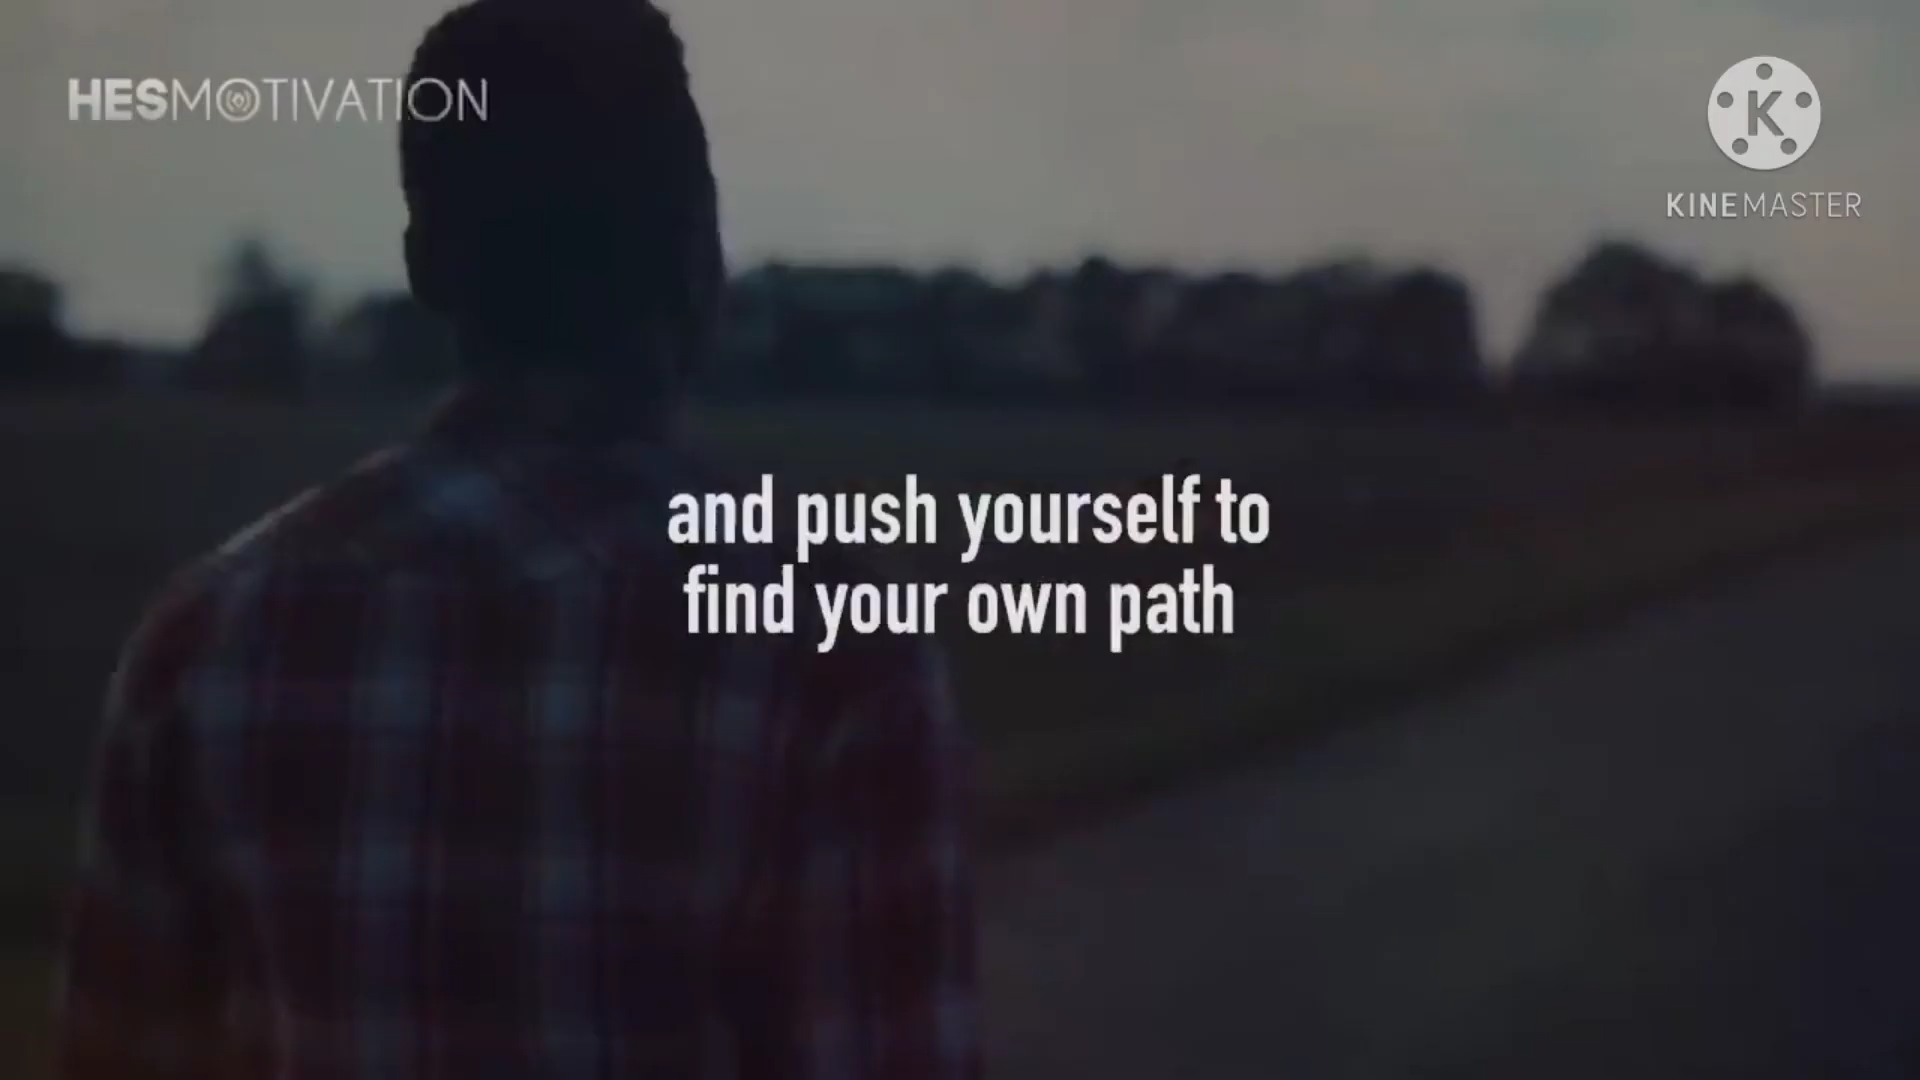 HESMOTIVATION
K
KINEMASTER
and push yourself to
find your own path